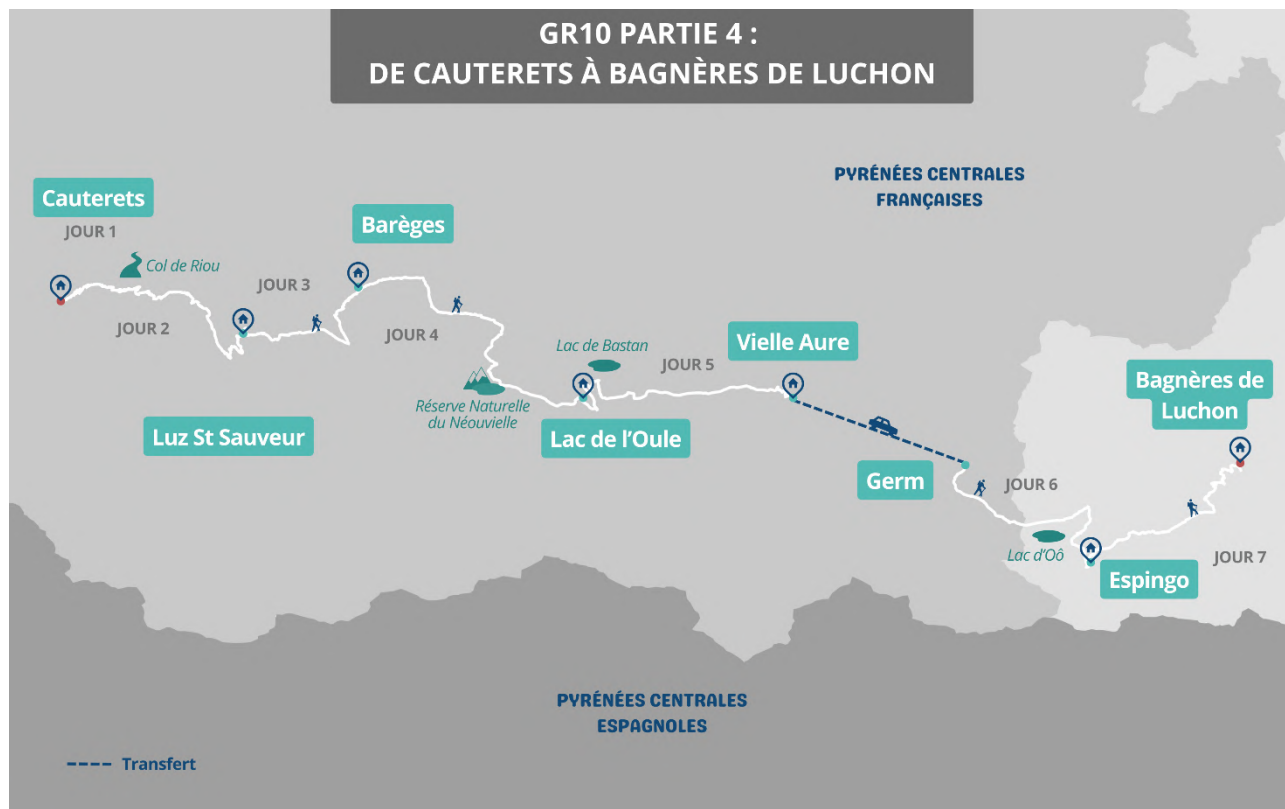 GR10 PARTIE 4 :
DE CAUTERETS À BAGNÈRES DE LUCHON
PYRÉNÉES CENTRALES
FRANÇAISES
Cauterets
JOUR 1
Col de Riou
JOUR 2
JOUR 3
Barèges
JOUR 4
Luz St Sauveur
Réserve Naturelle
du Néouvielle
Lac de Bastan
Lac de l'Oule
JOUR 5
Vielle Aure
Germ
JOUR 6
Lac d'Oô
Espingo
Bagnères de
Luchon
JOUR 7
PYRÉNÉES CENTRALES
ESPAGNOLES
Transfert